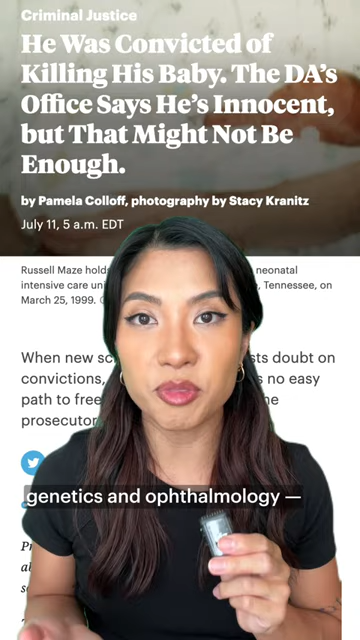 Criminal Justice
He Was Convicted of
Killing His Baby. The DA's
Office Says He's Innocent,
but That Might Not Be
Enough.
by Pamela Colloff, photography by Stacy Kranitz
July 11, 5 a.m. EDT
Russell Maze holds neonatal
intensive care Tennessee, on
March 25, 1999.
When new doubt on
convictions, no easy
path to
genetics and ophthalmology —